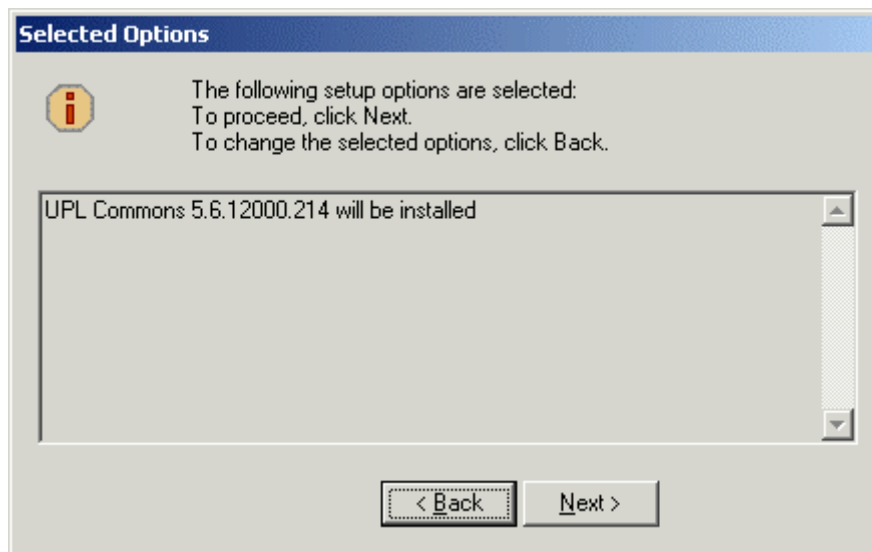 Selected Options
The following setup options are selected:
To proceed, click Next.
To change the selected options, click Back.
UPL Commons 5.6.12000.214 will be installed
< Back
Next >